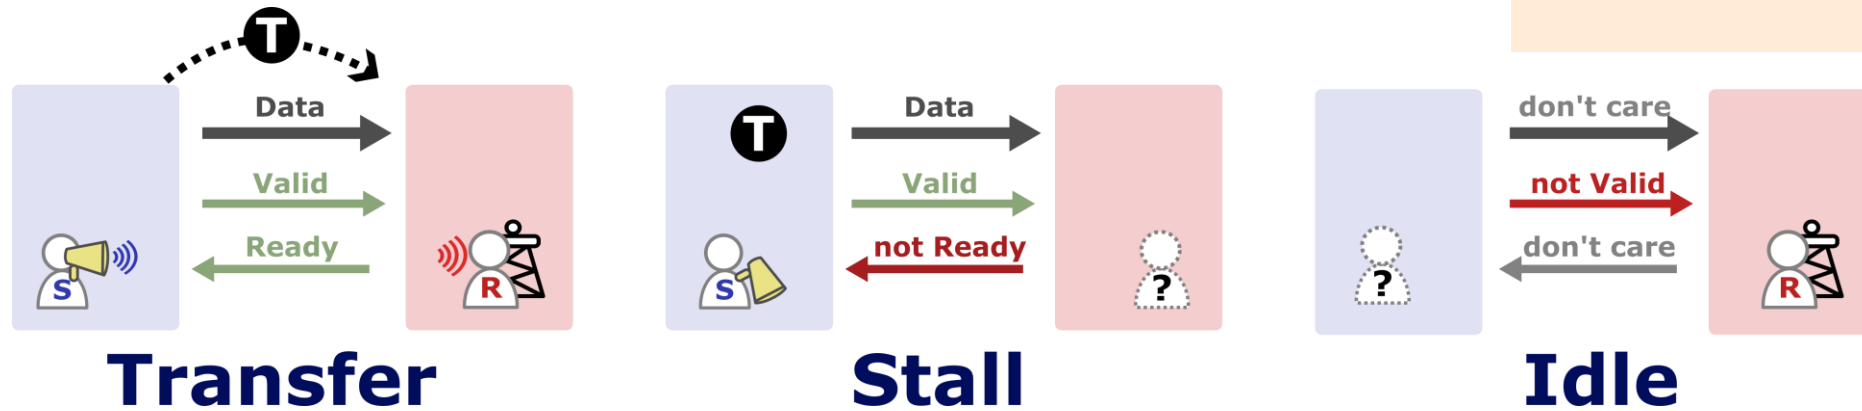 T
Data
Valid
Ready
S
R
Transfer
T
Data
Valid
not Ready
S
?
Stall
don't care
not Valid
don't care
?
R
Idle